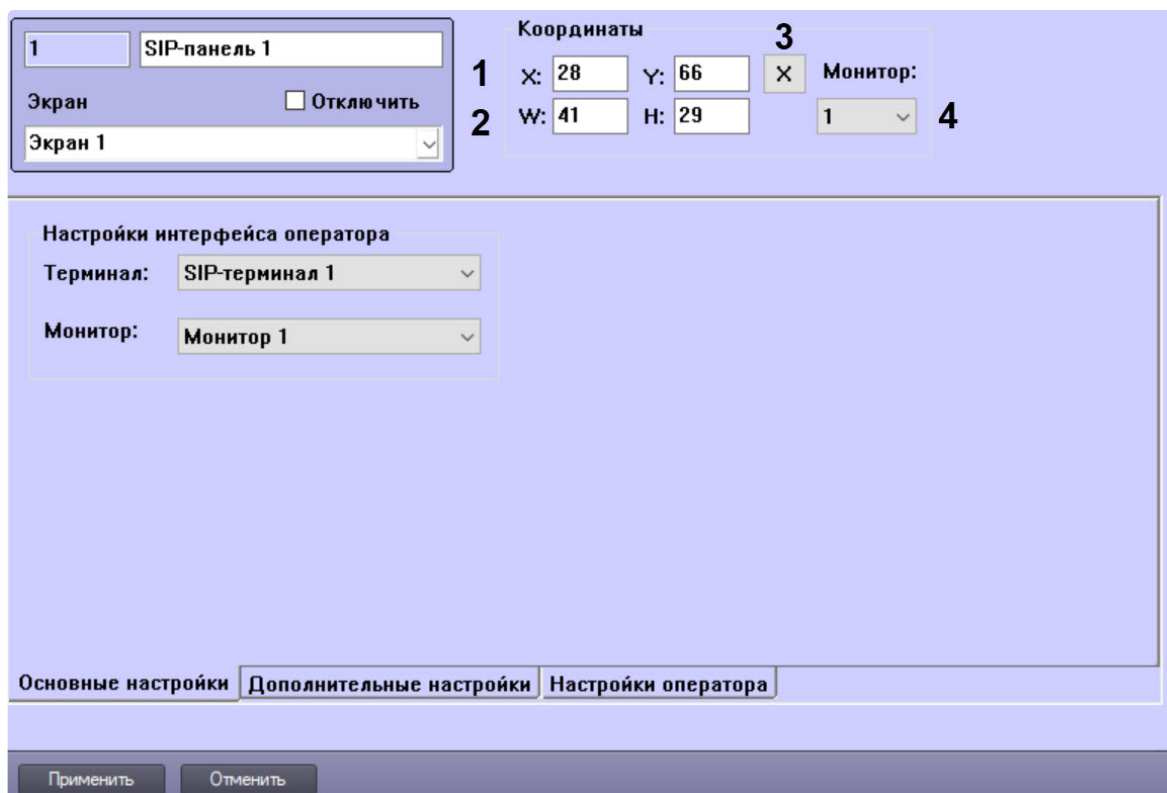 1 SIP-панель 1
Экран Отключить
Экран 1
Координаты
3
1 X: 28 Y: 66 X Монитор:
2 W: 41 H: 29 1 4
Настройки интерфейса оператора
Терминал: SIP-терминал 1
Монитор: Монитор 1
Основные настройки Дополнительные настройки Настройки оператора
Применить Отменить